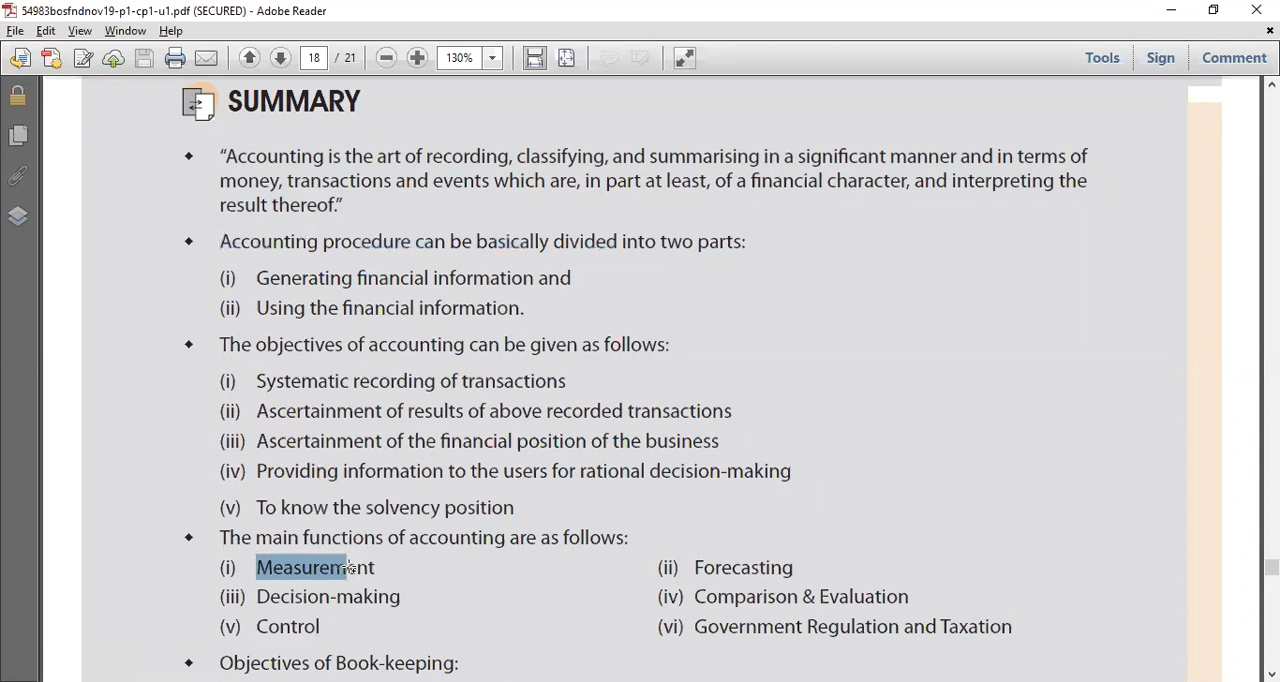 54983bosfndnov19-p1-cp1-u1.pdf (SECURED) - Adobe Reader
File Edit View Window Help
18 / 21 130% Tools Sign Comment
SUMMARY
“Accounting is the art of recording, classifying, and summarising in a significant manner and in terms of
money, transactions and events which are, in part at least, of a financial character, and interpreting the
result thereof.”
Accounting procedure can be basically divided into two parts:
(i) Generating financial information and
(ii) Using the financial information.
The objectives of accounting can be given as follows:
(i) Systematic recording of transactions
(ii) Ascertainment of results of above recorded transactions
(iii) Ascertainment of the financial position of the business
(iv) Providing information to the users for rational decision-making
(v) To know the solvency position
The main functions of accounting are as follows:
(i) Measurement (ii) Forecasting
(iii) Decision-making (iv) Comparison & Evaluation
(v) Control (vi) Government Regulation and Taxation
Objectives of Book-keeping: